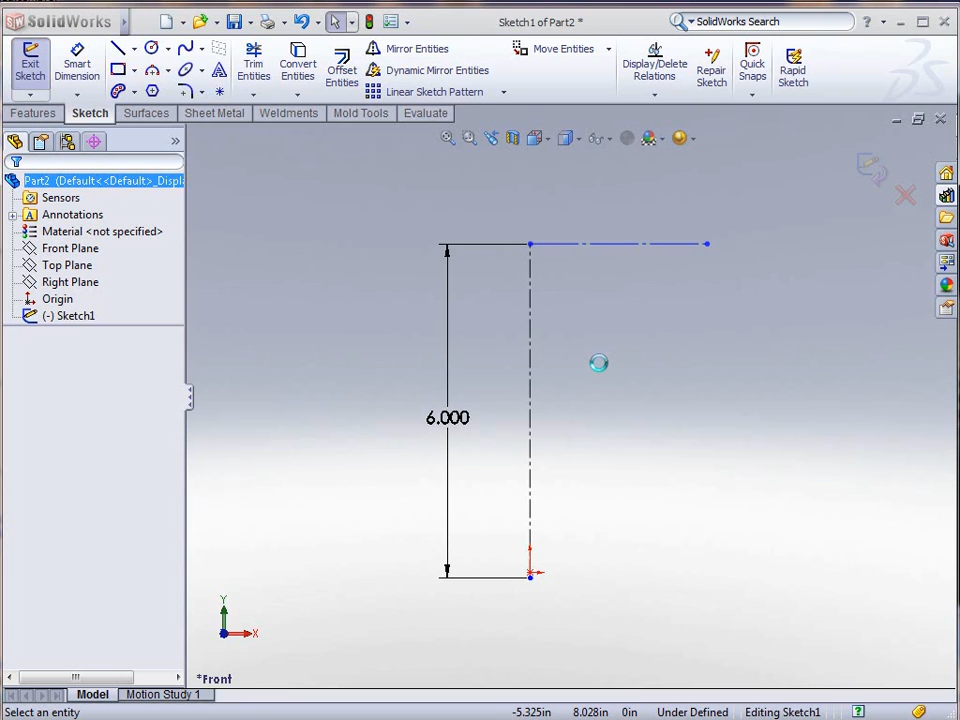 SolidWorks
Sketch1 of Part2 *
SolidWorks Search
Exit Sketch
Smart Dimension
Trim Entities
Convert Entities
Offset Entities
Mirror Entities
Dynamic Mirror Entities
Linear Sketch Pattern
Move Entities
Display/Delete Relations
Repair Sketch
Quick Snaps
Rapid Sketch
Features
Sketch
Surfaces
Sheet Metal
Weldments
Mold Tools
Evaluate
Part2 (Default<<Default>_Displa
Sensors
Annotations
Material <not specified>
Front Plane
Top Plane
Right Plane
Origin
(-) Sketch1
6.000
Y
X
*Front
Model
Motion Study 1
Select an entity
-5.325in
8.028in
0in
Under Defined
Editing Sketch1